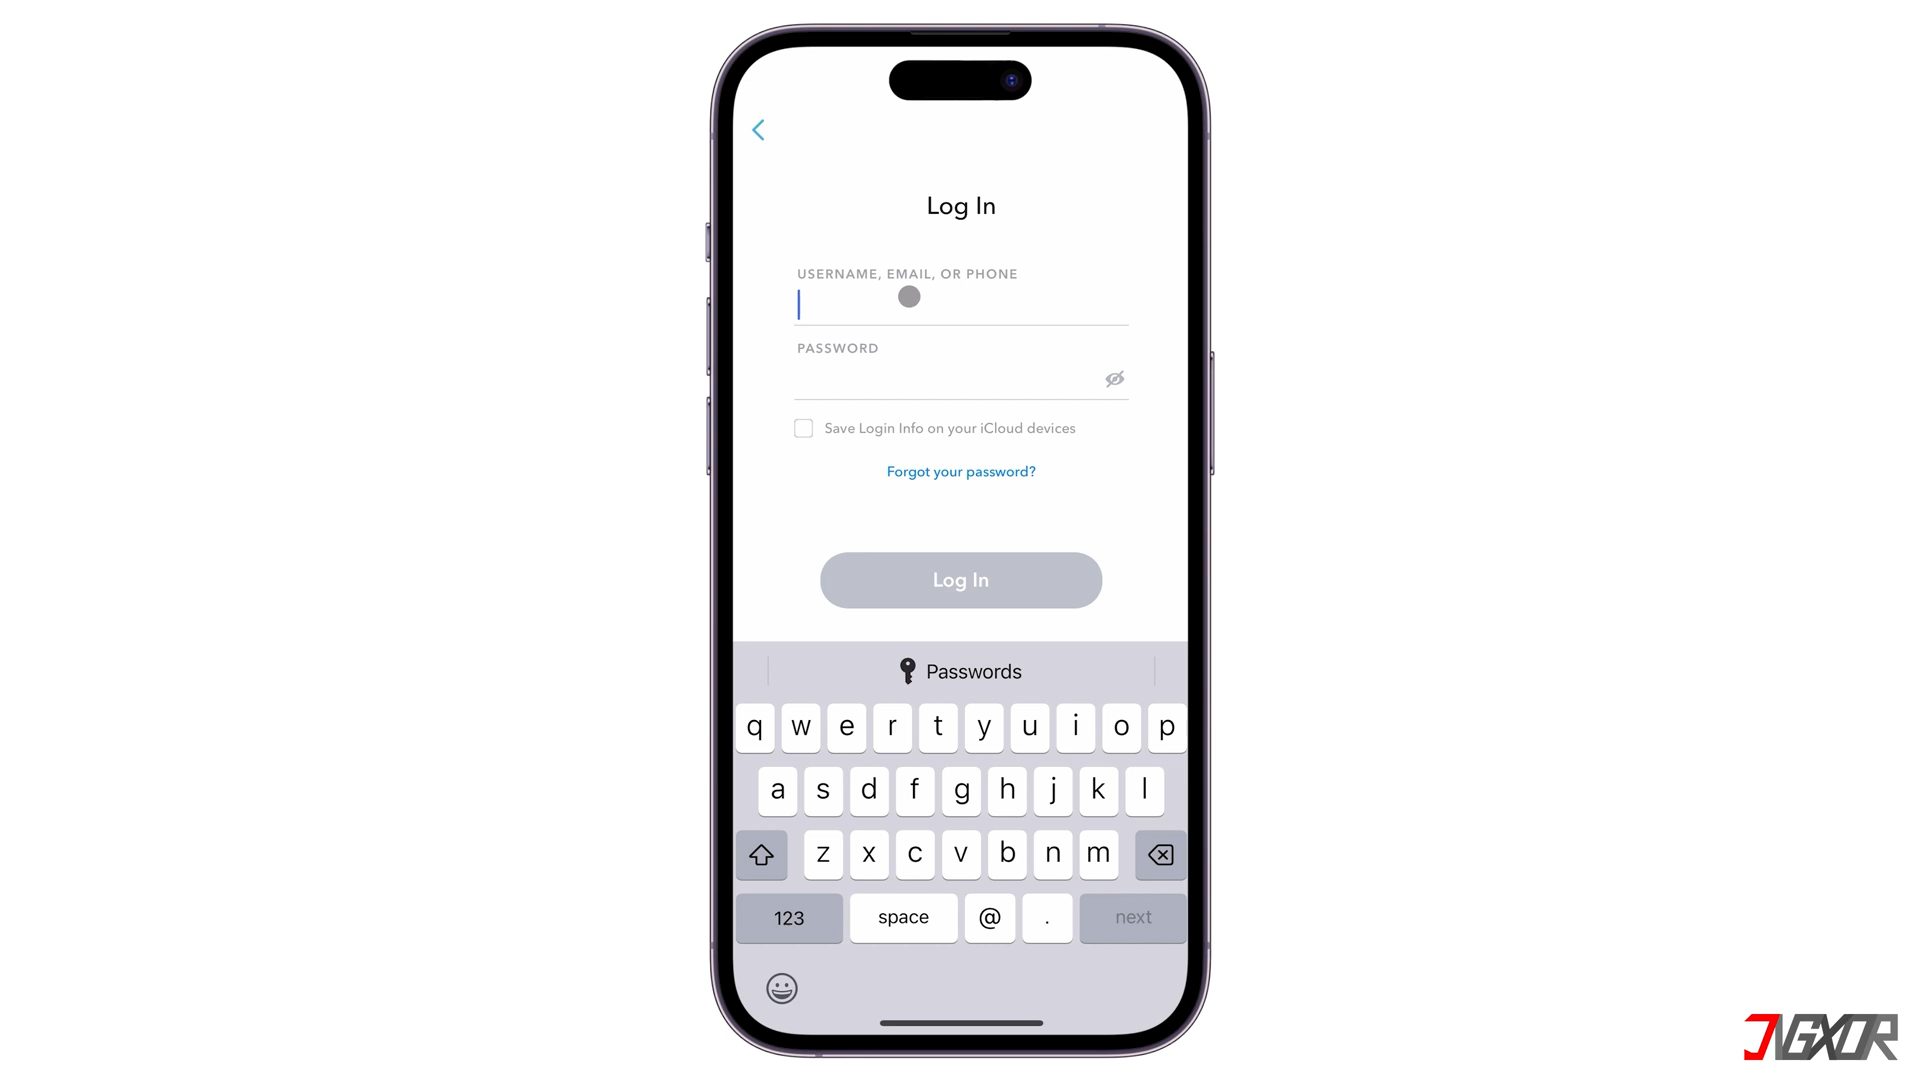 Log In
USERNAME, EMAIL, OR PHONE
PASSWORD
Save Login Info on your iCloud devices
Forgot your password?
Log In
Passwords
q w e r t y u i o p
a s d f g h j k l
z x c v b n m
123 space @ . next
JNGXOR